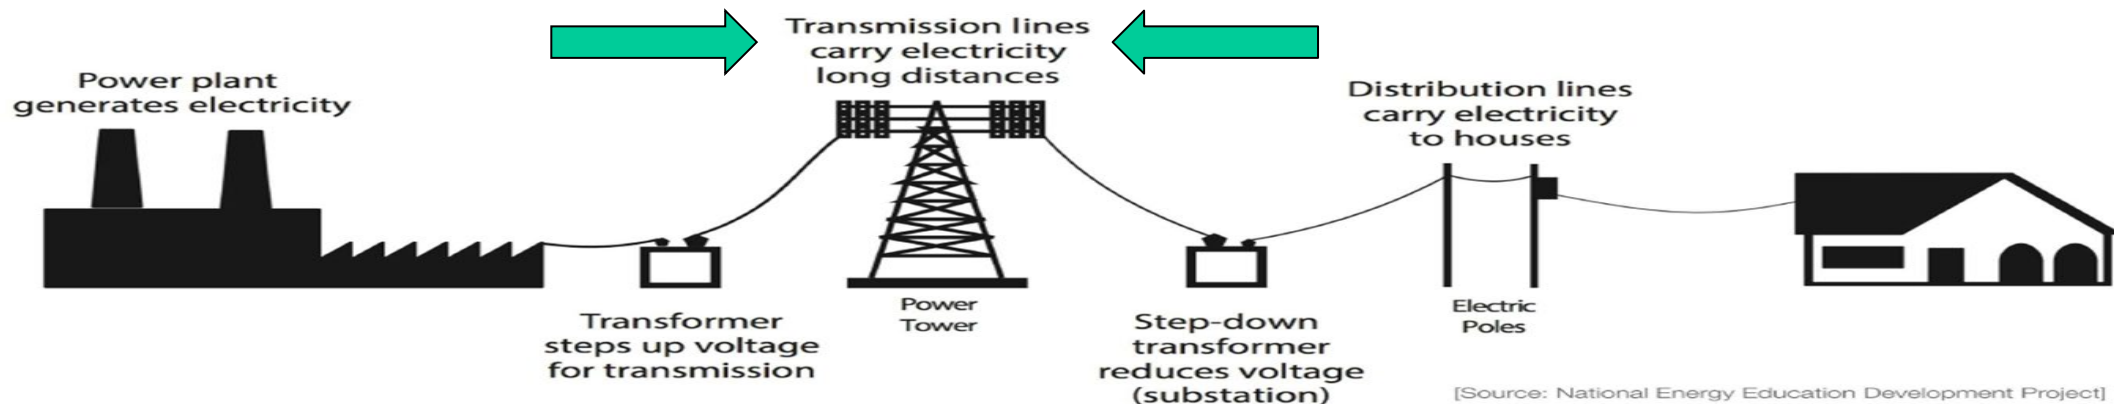 Power plant
generates electricity
Transformer
steps up voltage
for transmission
Transmission lines
carry electricity
long distances
Power
Tower
Step-down
transformer
reduces voltage
(substation)
Distribution lines
carry electricity
to houses
Electric
Poles
[Source: National Energy Education Development Project]